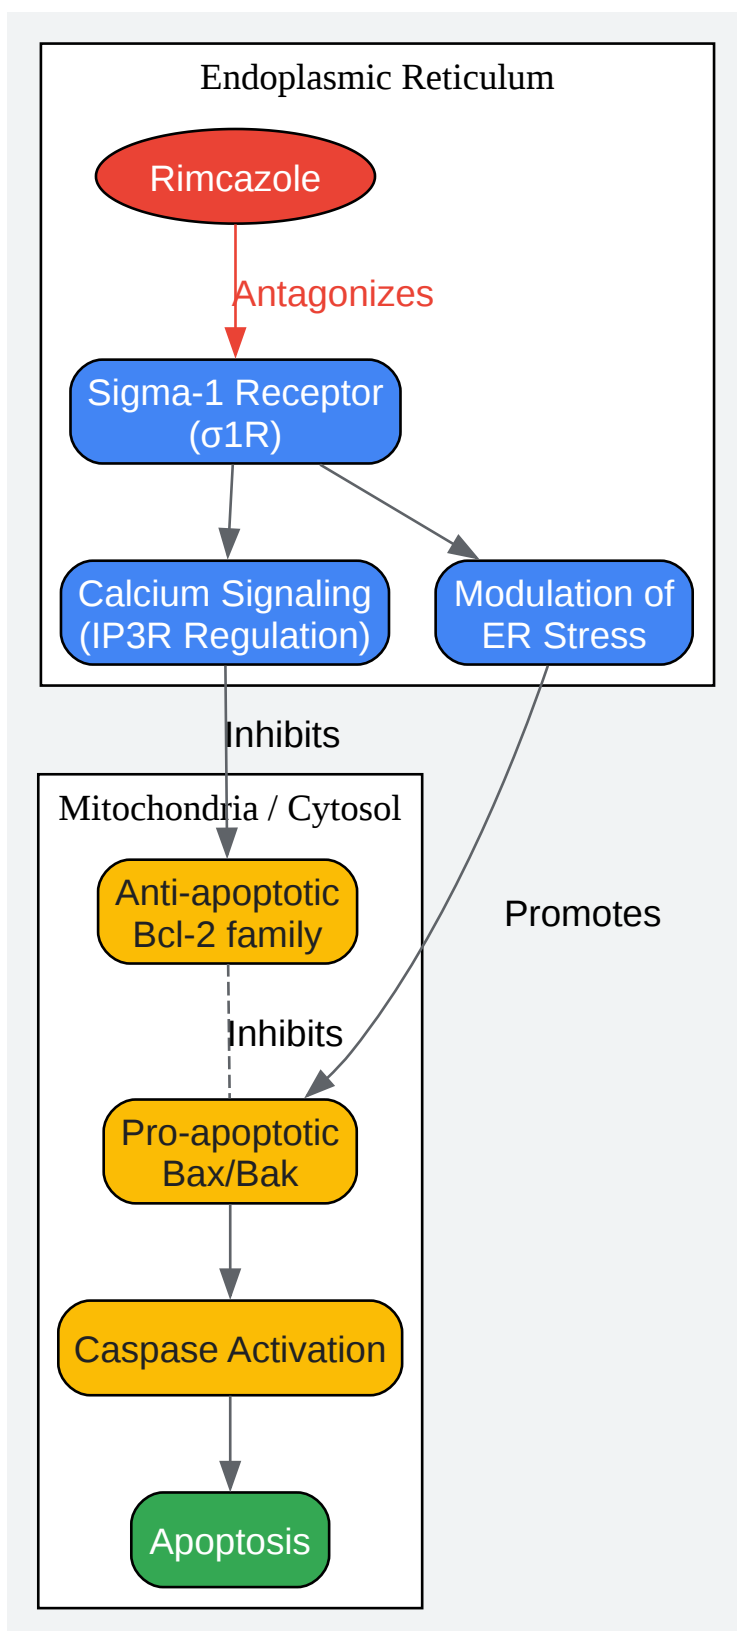 Endoplasmic Reticulum
Rimcazole
Antagonizes
Sigma-1 Receptor
(σ1R)
Calcium Signaling
(IP3R Regulation)
Modulation of
ER Stress
Inhibits
Mitochondria / Cytosol
Anti-apoptotic
Bcl-2 family
Promotes
Inhibits
Pro-apoptotic
Bax/Bak
Caspase Activation
Apoptosis